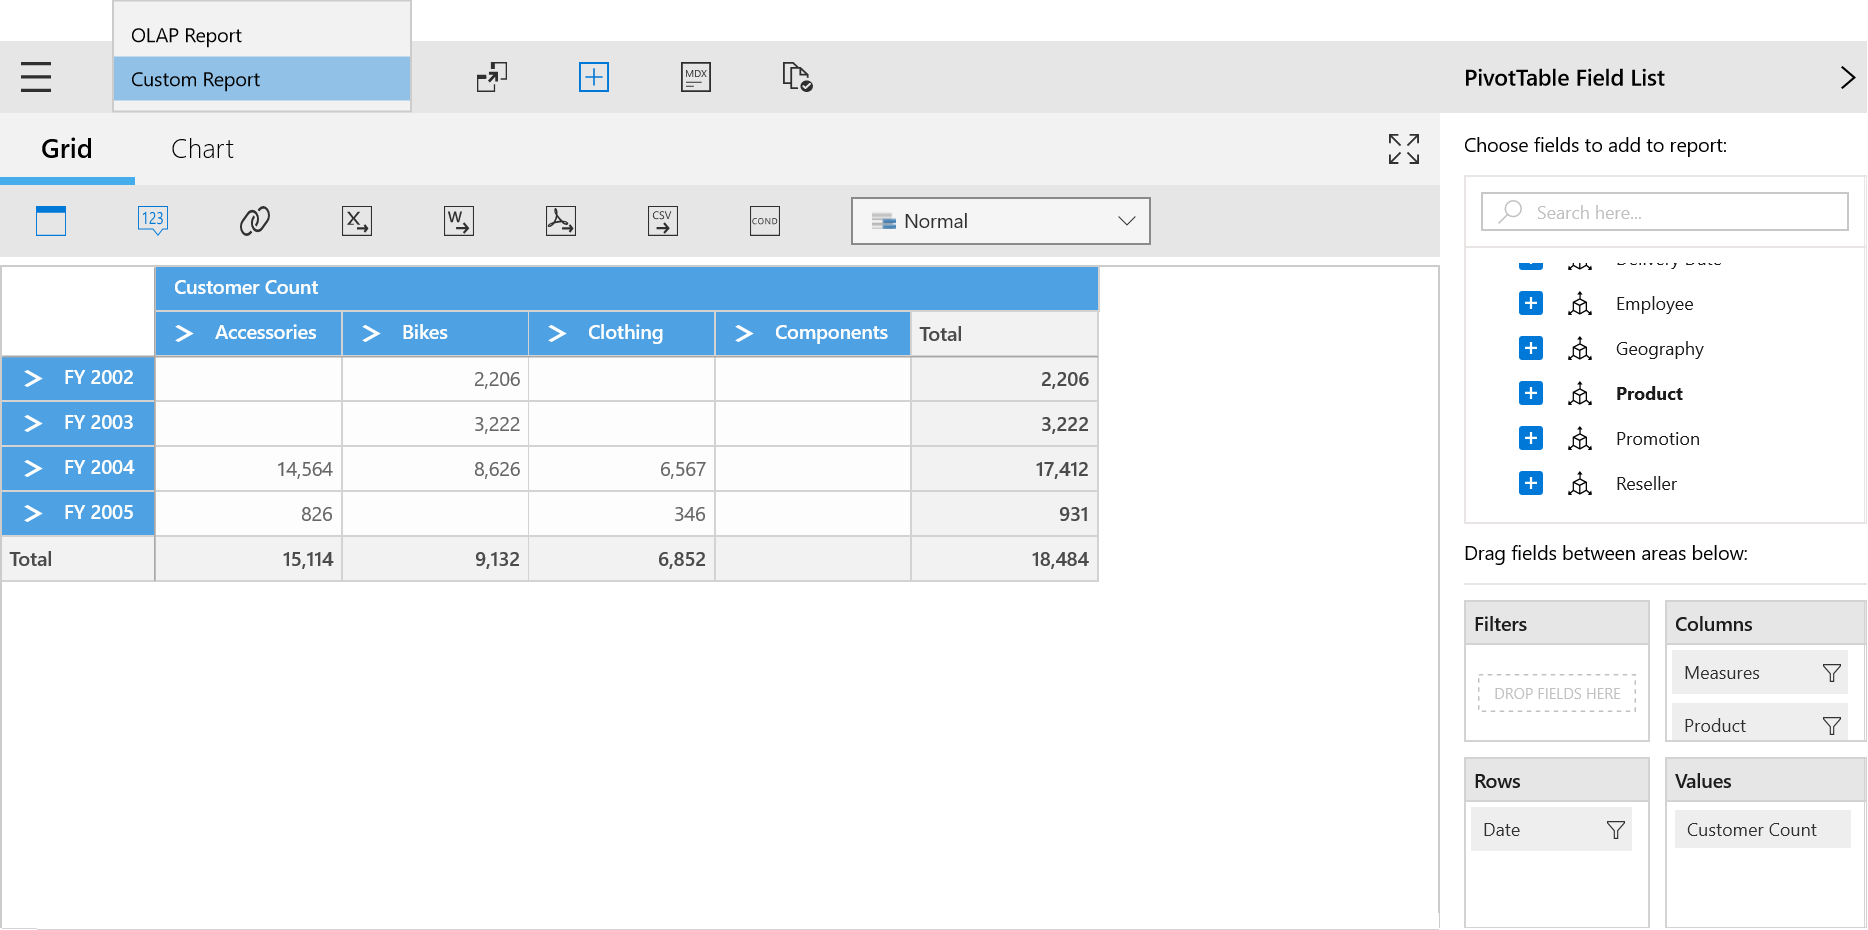 OLAP Report
Custom Report
MDX
PivotTable Field List
Grid
Chart
Choose fields to add to report:
123
X
W
CSV
COND
Normal
Search here...
Delivery Date
Employee
Geography
Product
Promotion
Reseller
Customer Count
Accessories Bikes Clothing Components Total
FY 2002 2,206 2,206
FY 2003 3,222 3,222
FY 2004 14,564 8,626 6,567 17,412
FY 2005 826 346 931
Total 15,114 9,132 6,852 18,484
Drag fields between areas below:
Filters
DROP FIELDS HERE
Columns
Measures
Product
Rows
Date
Values
Customer Count